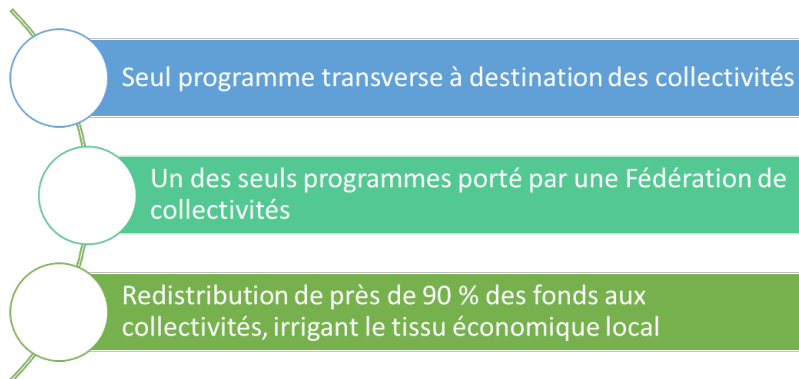 Seul programme transverse à destination des collectivités
Un des seuls programmes porté par une Fédération de
collectivités
Redistribution de près de 90 % des fonds aux
collectivités, irrigant le tissu économique local